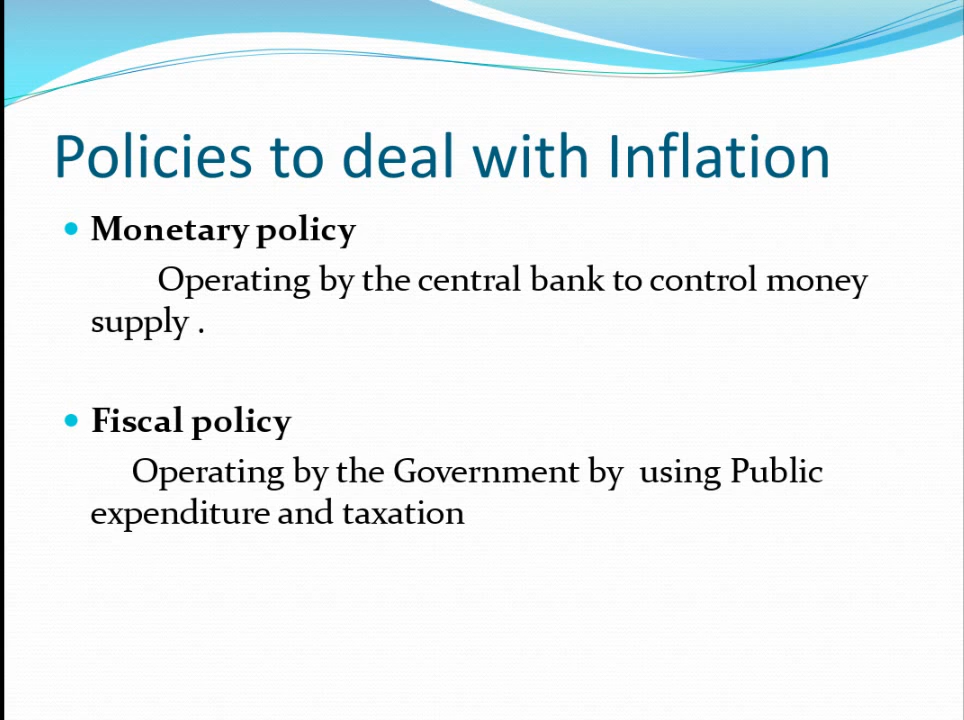 Policies to deal with Inflation
Monetary policy
Operating by the central bank to control money
supply .
Fiscal policy
Operating by the Government by  using Public
expenditure and taxation